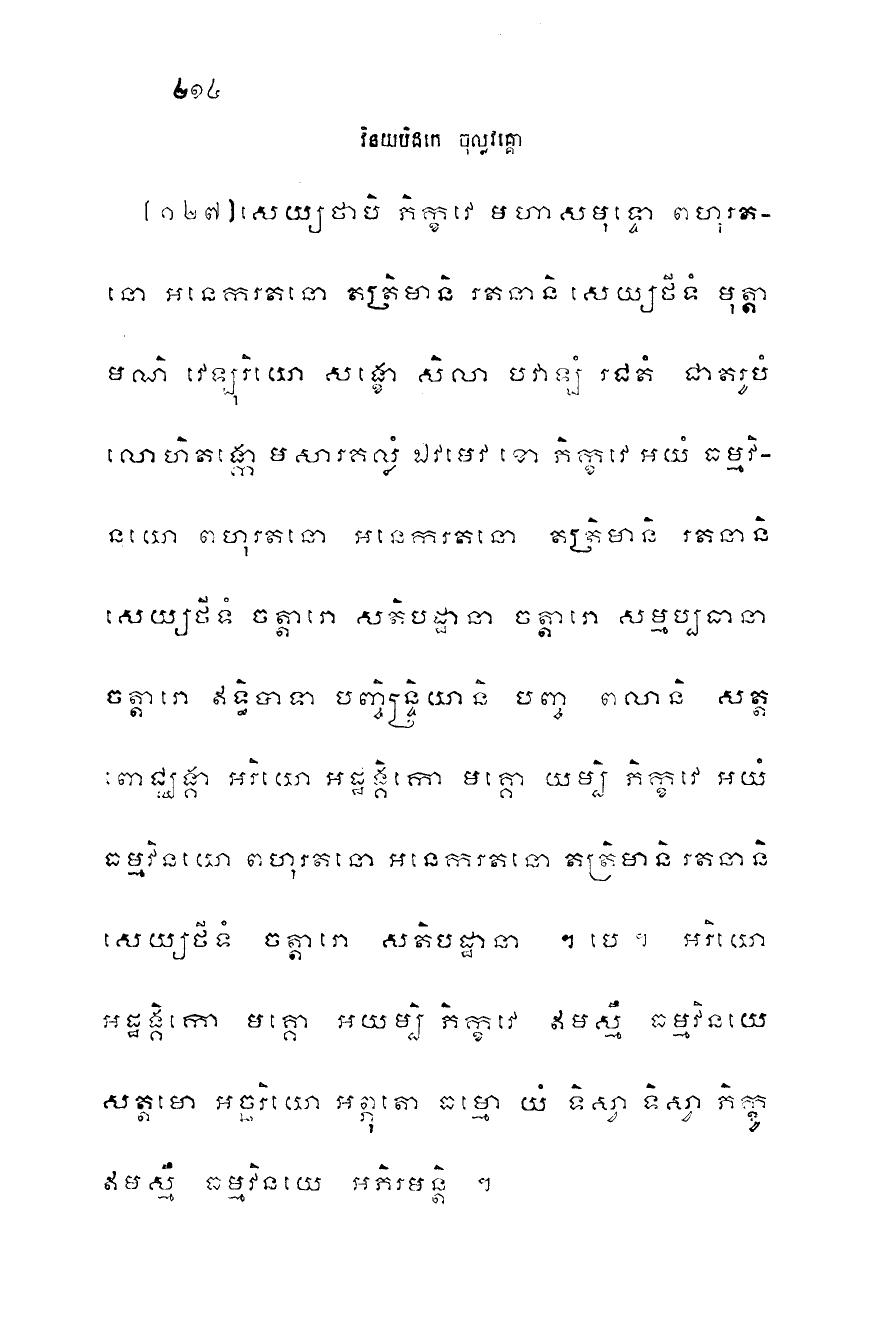 ២១៤
វិនយបិដកេ ចុល្លវគ្គោ
[១២៧] សេយ្យថាបិ ភិក្ខវេ មហាសមុទ្ទោ ពហុរត-
នោ អនេករតនោ តត្រិមានិ រតនានិ សេយ្យថីទំ មុត្តា
មណិ វេឡុរិយោ សង្ខោ សិលា បវាឡំ រជតំ ជាតរូបំ
លោហិតង្កោ មសារគល្លំ ឯវមេវ ខោ ភិក្ខវេ អយំ ធម្មវិ-
នយោ ពហុរតនោ អនេករតនោ តត្រិមានិ រតនានិ
សេយ្យថីទំ ចត្តារោ សតិបដ្ឋានា ចត្តារោ សម្មប្បធានា
ចត្តារោ ឥទ្ធិបាទា បញ្ចិន្ទ្រិយានិ បញ្ច ពលានិ សត្ត
ពោជ្ឈង្គា អរិយោ អដ្ឋង្គិកោ មគ្គោ យម្បិ ភិក្ខវេ អយំ
ធម្មវិនយោ ពហុរតនោ អនេករតនោ តត្រិមានិ រតនានិ
សេយ្យថីទំ ចត្តារោ សតិបដ្ឋានា ។ បេ ។ អរិយោ
អដ្ឋង្គិកោ មគ្គោ អយម្បិ ភិក្ខវេ ឥមស្មឹ ធម្មវិនយេ
សត្តមោ អច្ឆរិយោ អព្ភុតោ ធម្មោ យំ ទិស្វា ទិស្វា ភិក្ខូ
ឥមស្មឹ ធម្មវិនយេ អភិរមន្តិ ។